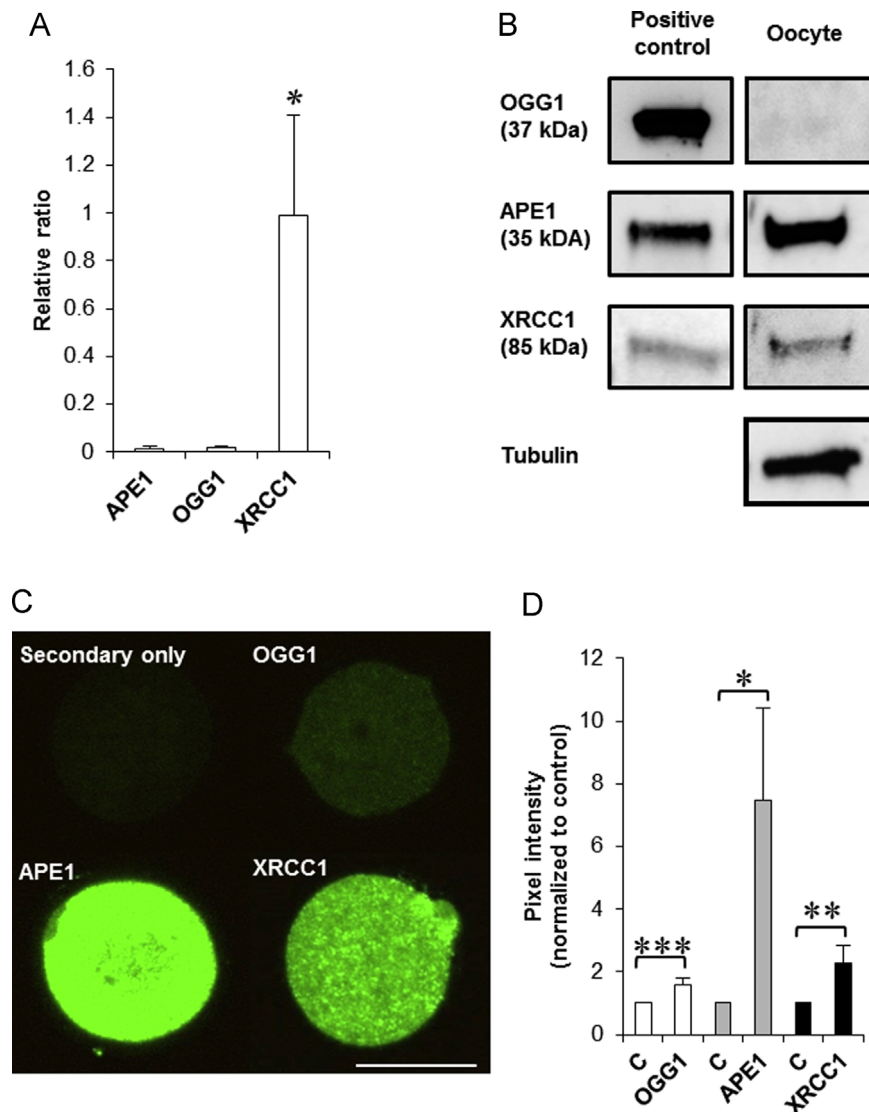 A
1.6
1.4
1.2
1
0.8
0.6
0.4
0.2
0
Relative ratio
*
APE1
OGG1
XRCC1
B
Positive
control
Oocyte
OGG1
(37 kDa)
APE1
(35 kDA)
XRCC1
(85 kDa)
Tubulin
C
Secondary only
OGG1
APE1
XRCC1
D
12
10
8
6
4
2
0
Pixel intensity
(normalized to control)
***
*
**
C
OGG1
C
APE1
C
XRCC1